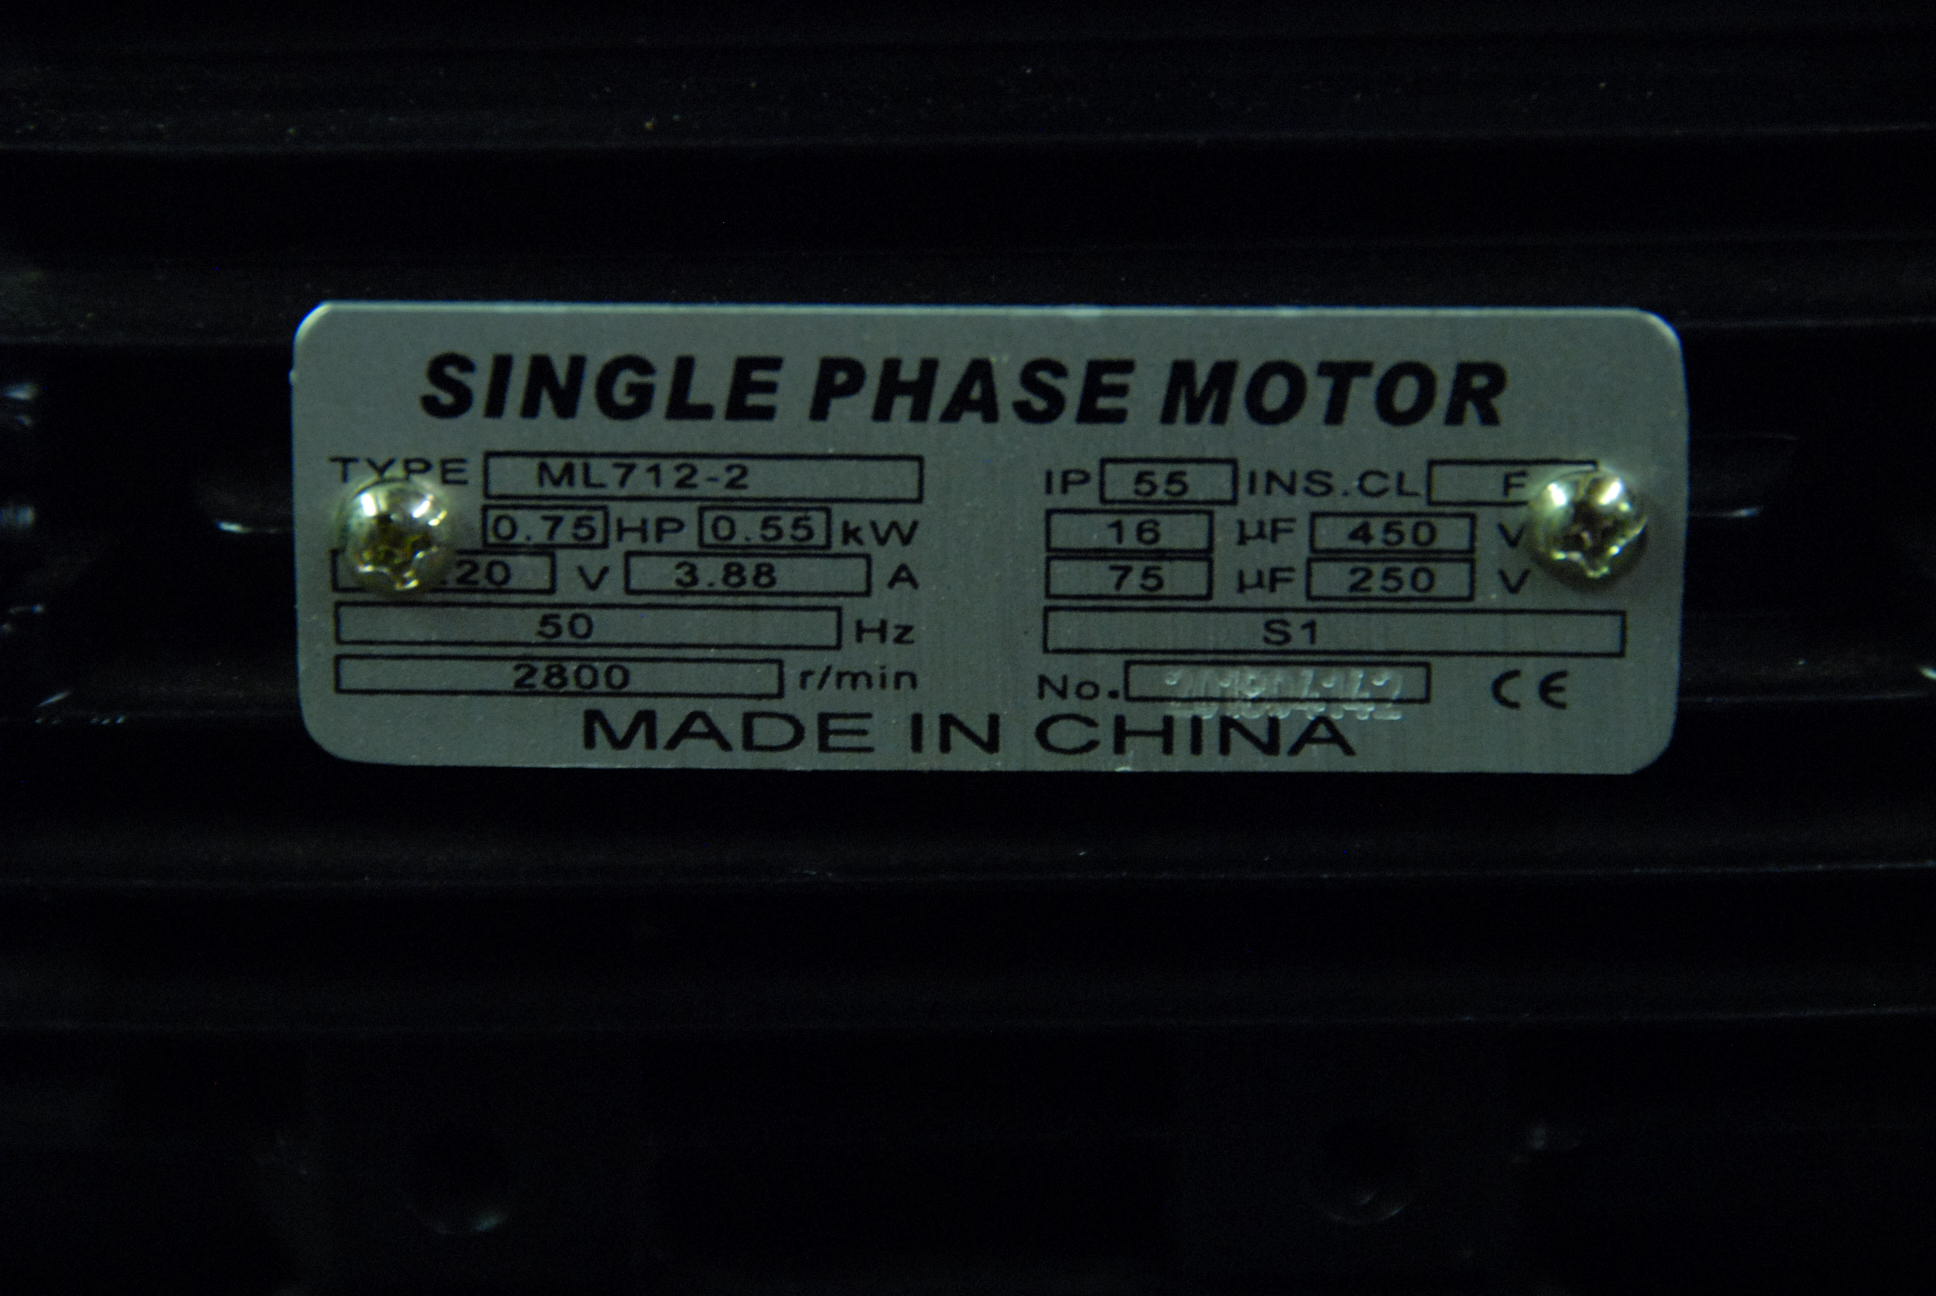 SINGLE PHASE MOTOR
TYPE ML712-2
0.75 HP 0.55 kW
20 V 3.88 A
50 Hz
2800 r/min
IP 55 INS.CL F
16 µF 450 V
75 µF 250 V
S1
No. CE
MADE IN CHINA